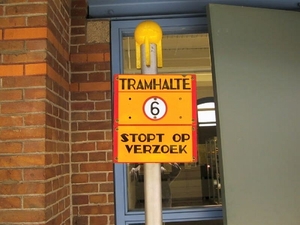 TRAMHALTE
6
STOPT OP
VERZOEK